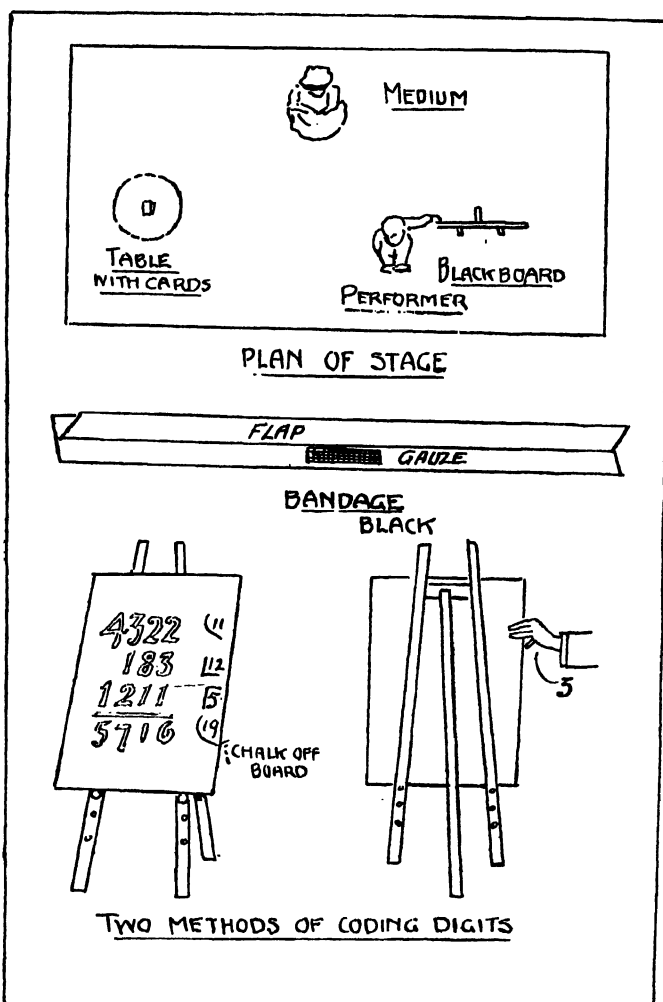 MEDIUM
TABLE
WITH CARDS
BLACKBOARD
PERFORMER
PLAN OF STAGE
FLAP
GAUZE
BANDAGE
BLACK
4322 (11
183 12
1211 5
5716 (19
CHALK OFF
BOARD
5
TWO METHODS OF CODING DIGITS